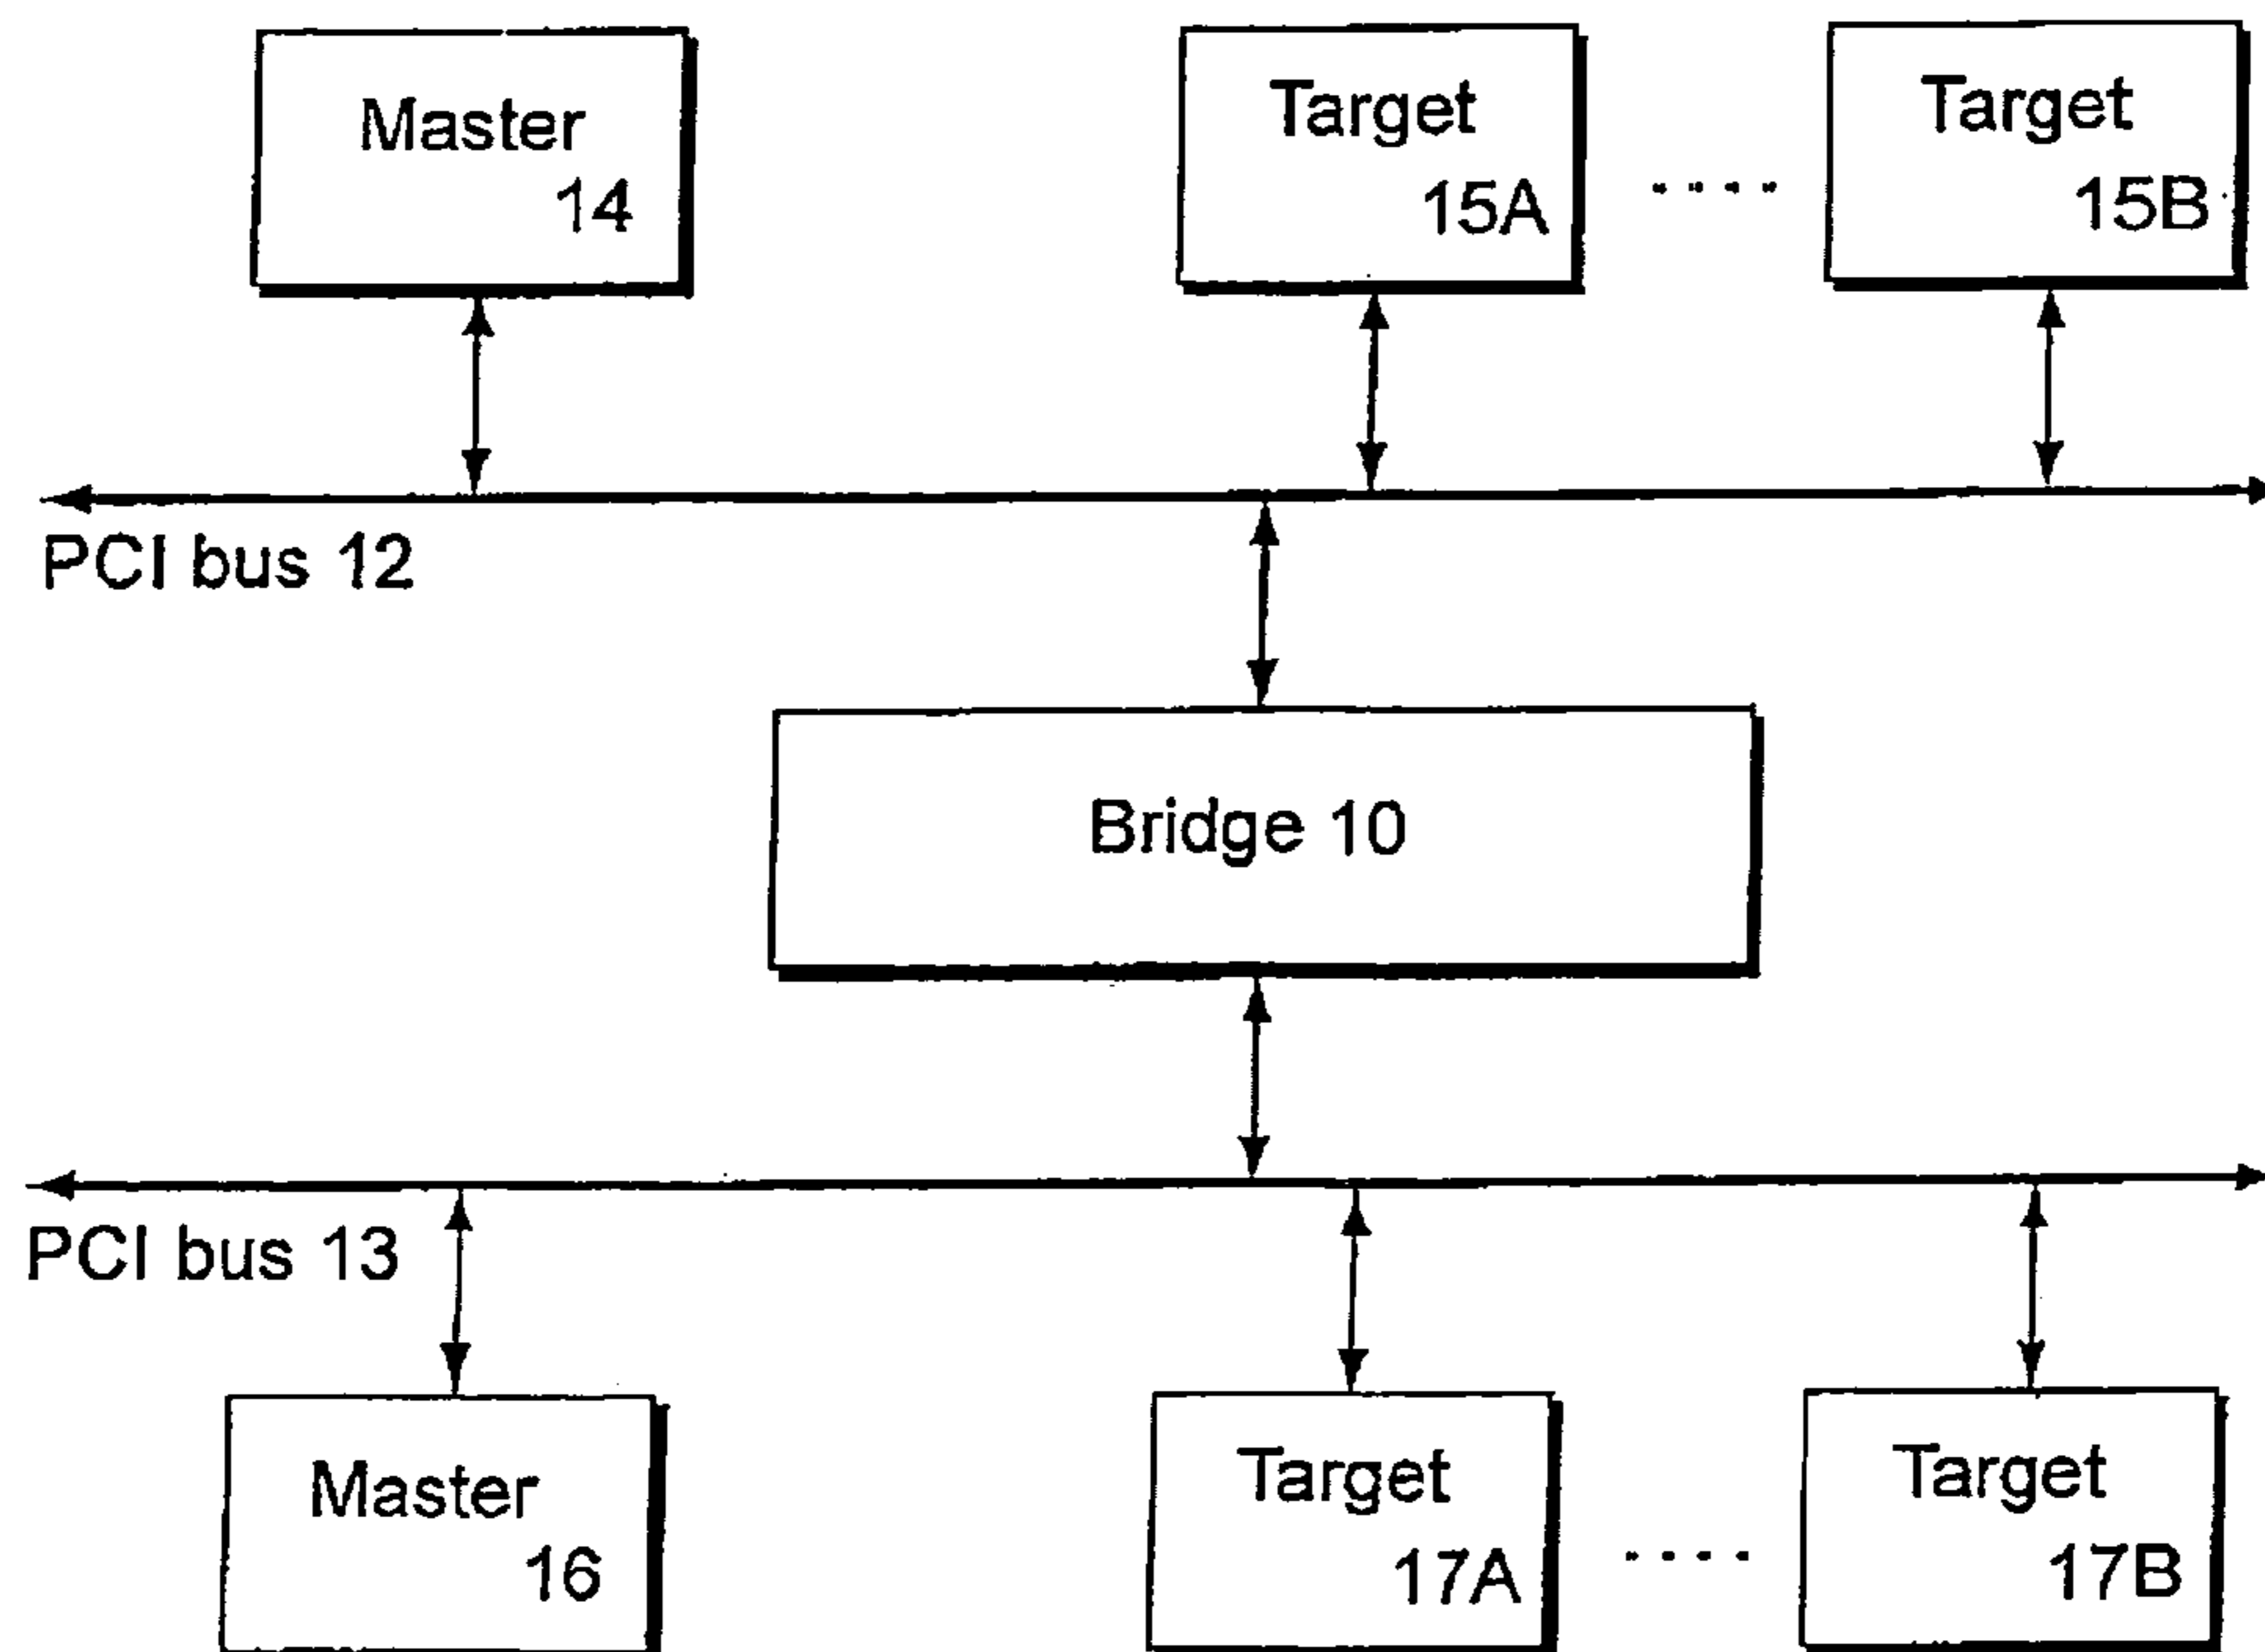 Master
14
Target
15A
Target
15B
PCI bus 12
Bridge 10
PCI bus 13
Master
16
Target
17A
Target
17B